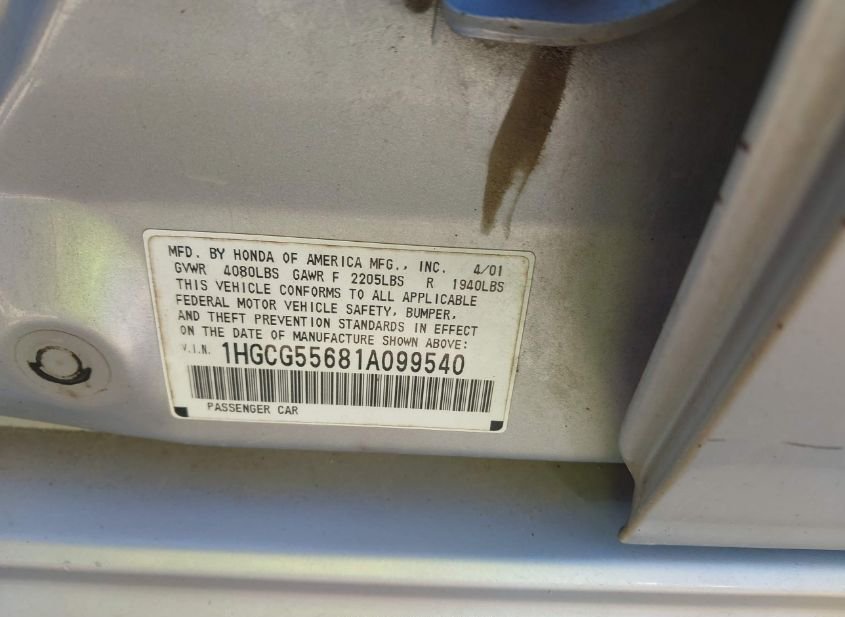 MFD. BY HONDA OF AMERICA MFG., INC. 4/01
GVWR 4080LBS GAWR F 2205LBS R 1940LBS
THIS VEHICLE CONFORMS TO ALL APPLICABLE
FEDERAL MOTOR VEHICLE SAFETY, BUMPER,
AND THEFT PREVENTION STANDARDS IN EFFECT
ON THE DATE OF MANUFACTURE SHOWN ABOVE:
V.I.N. 1HGCG55681A099540
PASSENGER CAR